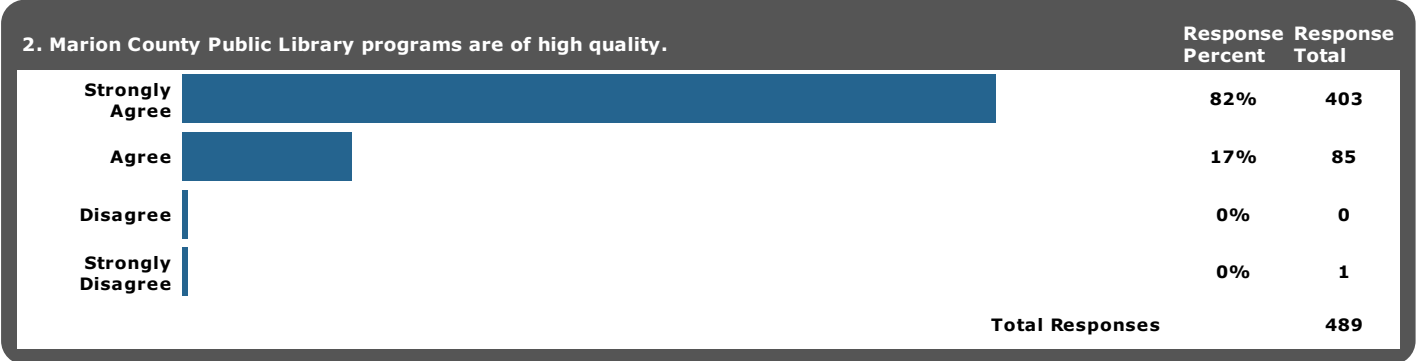 2. Marion County Public Library programs are of high quality.
Response Response
Percent Total
Strongly
Agree
82% 403
Agree 17% 85
Disagree 0% 0
Strongly
Disagree
0% 1
Total Responses 489